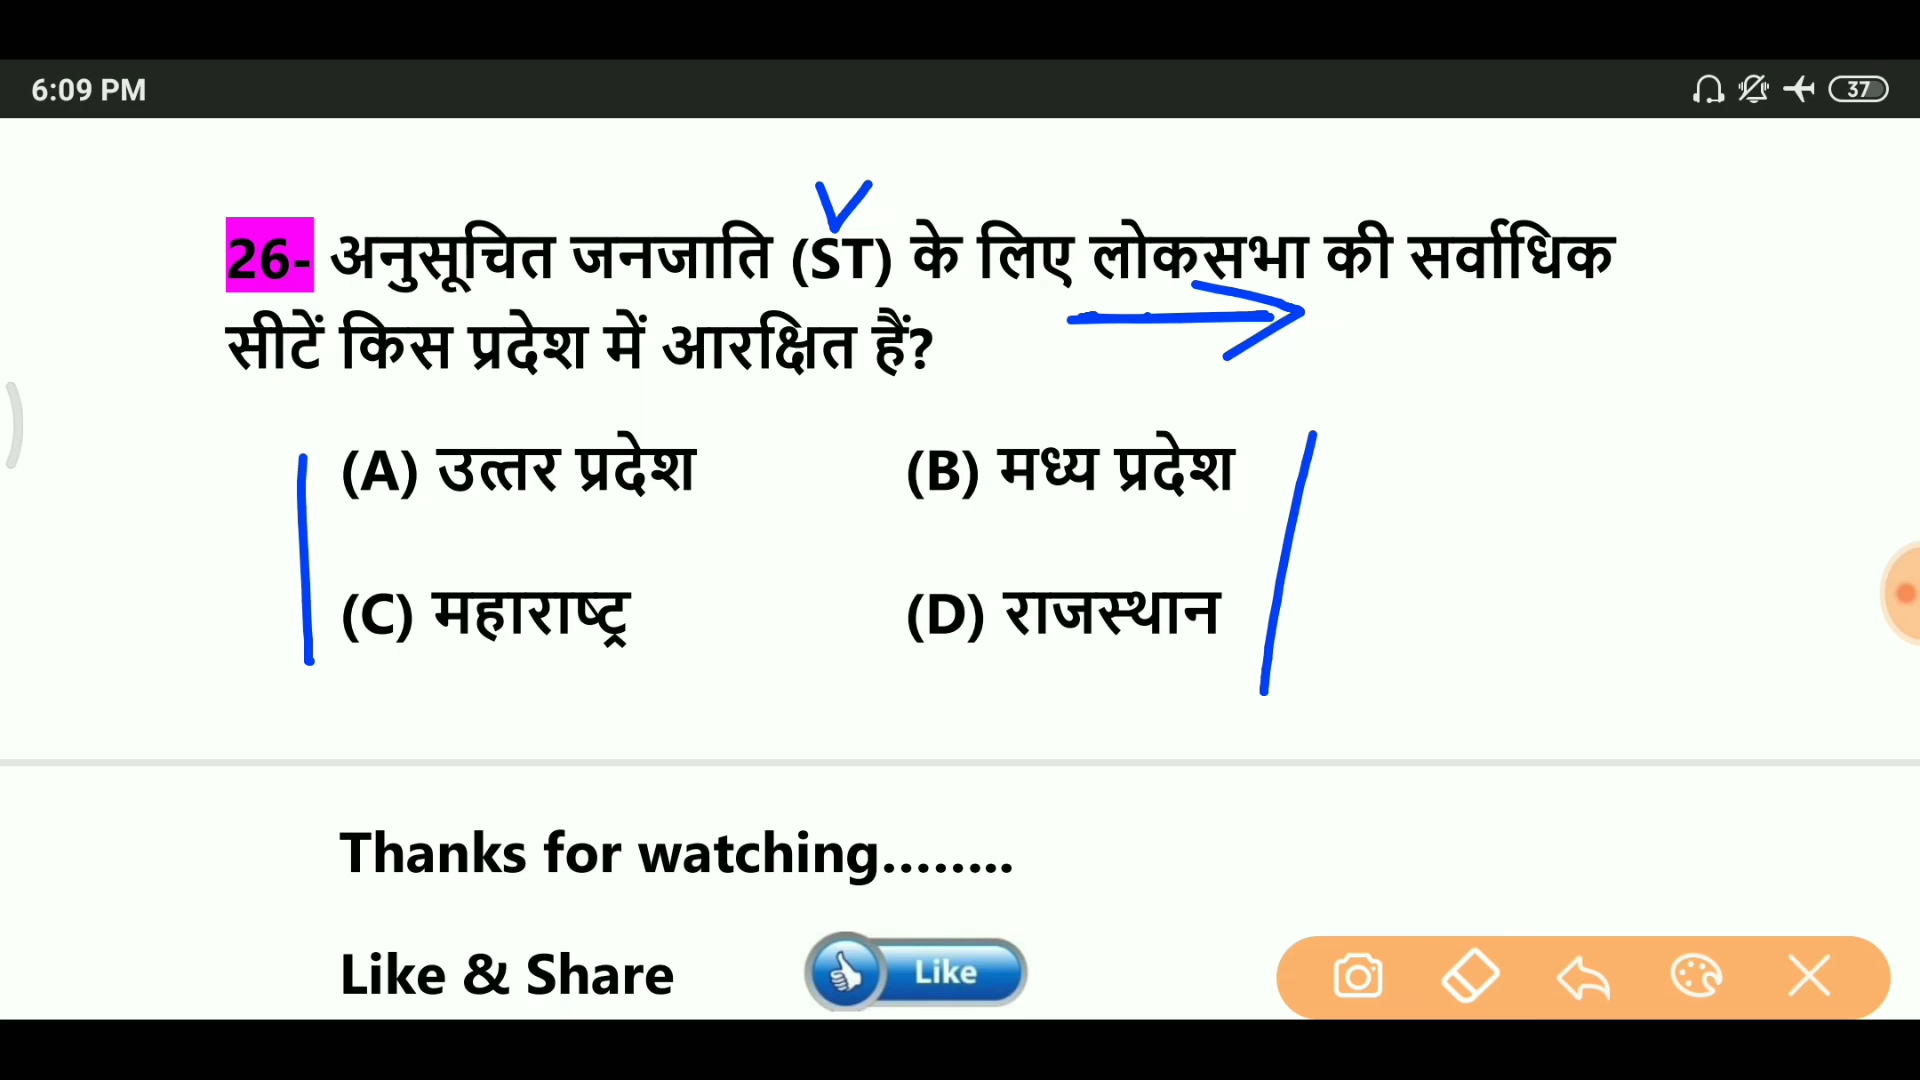 6:09 PM
37
26- अनुसूचित जनजाति (ST) के लिए लोकसभा की सर्वाधिक
सीटें किस प्रदेश में आरक्षित हैं?
(A) उत्तर प्रदेश (B) मध्य प्रदेश
(C) महाराष्ट्र (D) राजस्थान
Thanks for watching........
Like & Share Like